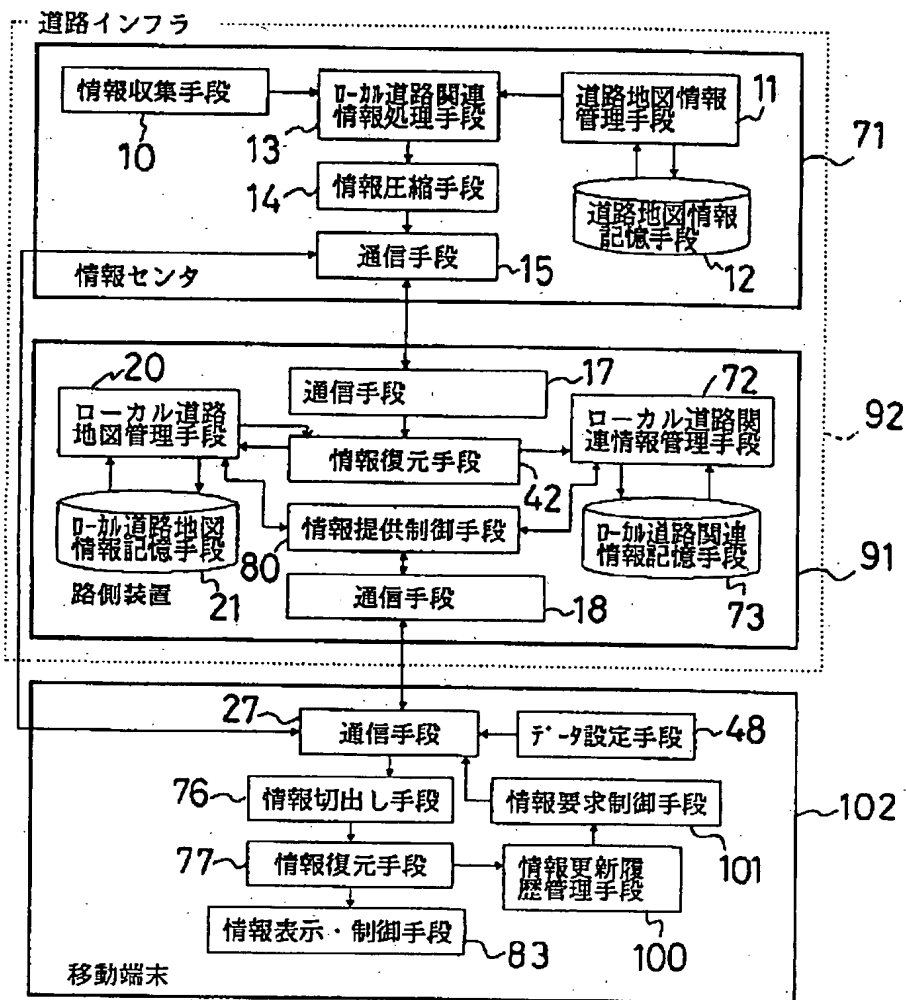 道路インフラ
情報収集手段
10
ローカル道路関連
情報処理手段
13
道路地図情報
管理手段
11
71
情報圧縮手段
14
道路地図情報
記憶手段
12
通信手段
15
情報センタ
20
通信手段
17
72
ローカル道路
地図管理手段
ローカル道路関
連情報管理手段
92
情報復元手段
42
ローカル道路地図
情報記憶手段
情報提供制御手段
80
ローカル道路関連
情報記憶手段
91
路側装置
21
通信手段
18
73
27
通信手段
データ設定手段
48
76
情報切出し手段
情報要求制御手段
102
101
77
情報復元手段
情報更新履
歴管理手段
100
情報表示・制御手段
83
移動端末